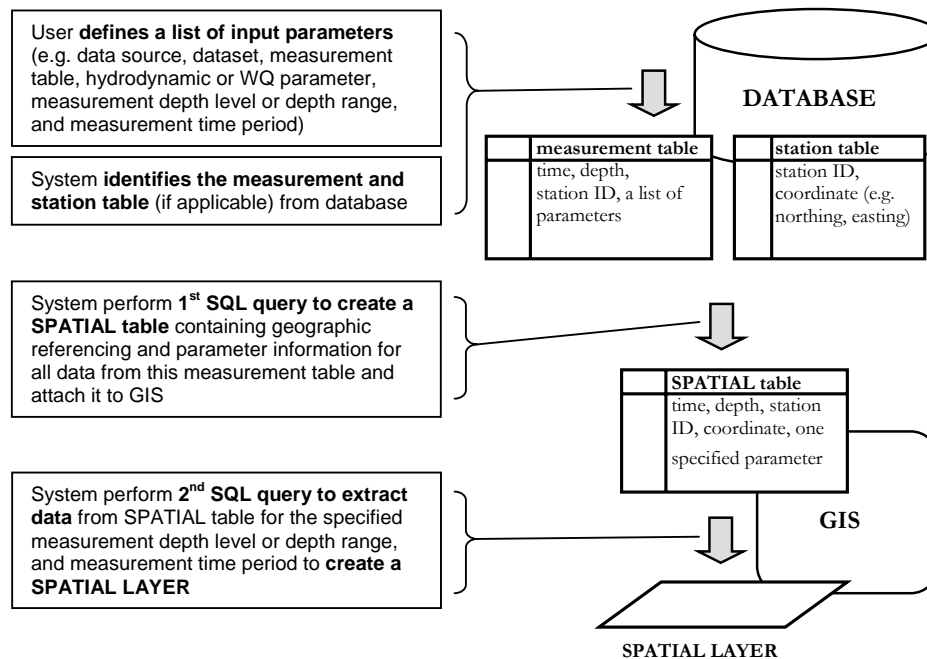 User defines a list of input parameters
(e.g. data source, dataset, measurement
table, hydrodynamic or WQ parameter,
measurement depth level or depth range,
and measurement time period)
System identifies the measurement and
station table (if applicable) from database
DATABASE
measurement table
time, depth,
station ID, a list of
parameters
station table
station ID,
coordinate (e.g.
northing, easting)
System perform 1st SQL query to create a
SPATIAL table containing geographic
referencing and parameter information for
all data from this measurement table and
attach it to GIS
SPATIAL table
time, depth, station
ID, coordinate, one
specified parameter
GIS
System perform 2nd SQL query to extract
data from SPATIAL table for the specified
measurement depth level or depth range,
and measurement time period to create a
SPATIAL LAYER
SPATIAL LAYER